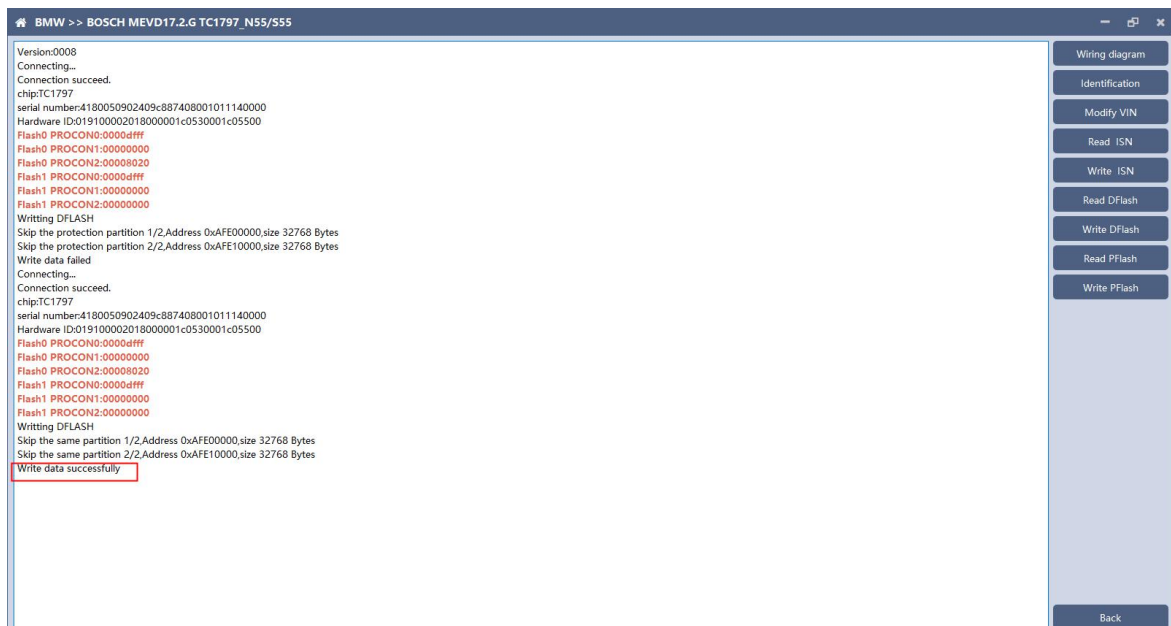 BMW >> BOSCH MEVD17.2.G TC1797_N55/S55
Version:0008
Connecting...
Connection succeed.
chip:TC1797
serial number:4180050902409c887408001011140000
Hardware ID:019100002018000001c0530001c05500
Flash0 PROCON0:0000dfff
Flash0 PROCON1:00000000
Flash0 PROCON2:00008020
Flash1 PROCON0:0000dfff
Flash1 PROCON1:00000000
Flash1 PROCON2:00000000
Writting DFLASH
Skip the protection partition 1/2,Address 0xAFE00000,size 32768 Bytes
Skip the protection partition 2/2,Address 0xAFE10000,size 32768 Bytes
Write data failed
Connecting...
Connection succeed.
chip:TC1797
serial number:4180050902409c887408001011140000
Hardware ID:019100002018000001c0530001c05500
Flash0 PROCON0:0000dfff
Flash0 PROCON1:00000000
Flash0 PROCON2:00008020
Flash1 PROCON0:0000dfff
Flash1 PROCON1:00000000
Flash1 PROCON2:00000000
Writting DFLASH
Skip the same partition 1/2,Address 0xAFE00000,size 32768 Bytes
Skip the same partition 2/2,Address 0xAFE10000,size 32768 Bytes
Write data successfully
Wiring diagram
Identification
Modify VIN
Read ISN
Write ISN
Read DFlash
Write DFlash
Read PFlash
Write PFlash
Back